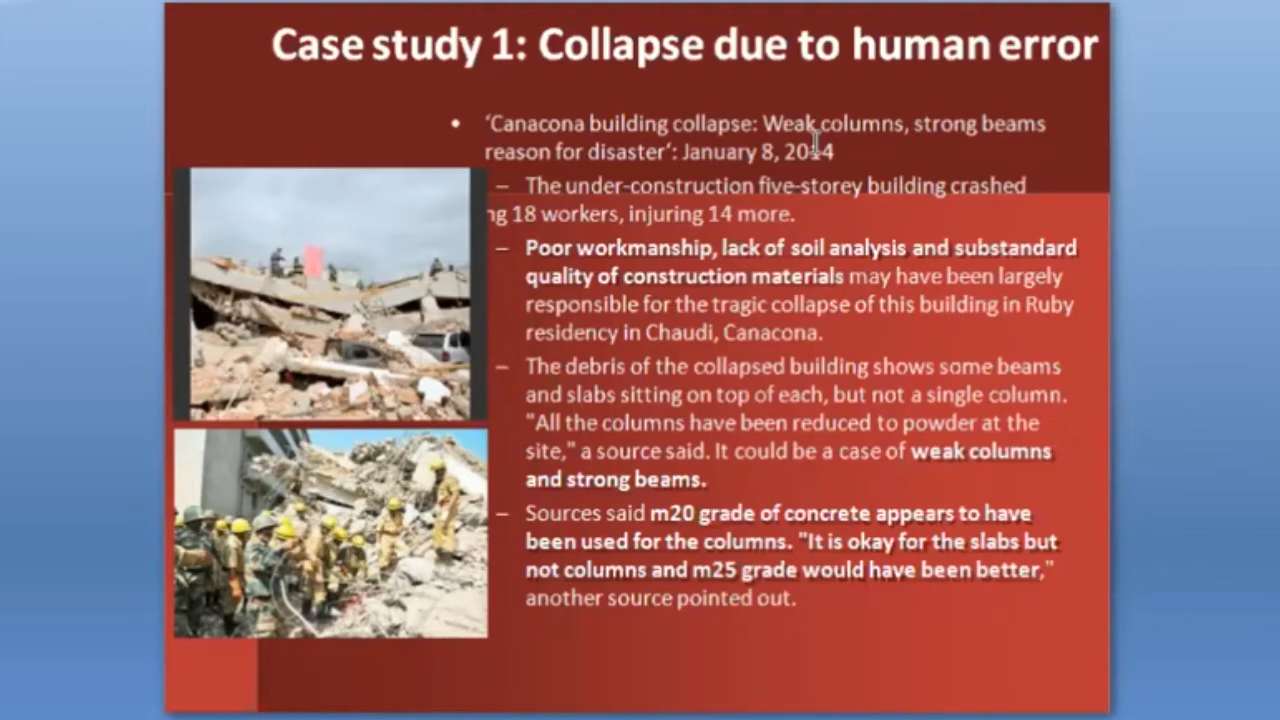 Case study 1: Collapse due to human error
• ‘Canacona building collapse: Weak columns, strong beams
reason for disaster‘: January 8, 2014
– The under-construction five-storey building crashed
18 workers, injuring 14 more.
– Poor workmanship, lack of soil analysis and substandard
quality of construction materials may have been largely
responsible for the tragic collapse of this building in Ruby
residency in Chaudi, Canacona.
– The debris of the collapsed building shows some beams
and slabs sitting on top of each, but not a single column.
"All the columns have been reduced to powder at the
site," a source said. It could be a case of weak columns
and strong beams.
– Sources said m20 grade of concrete appears to have
been used for the columns. "It is okay for the slabs but
not columns and m25 grade would have been better,"
another source pointed out.